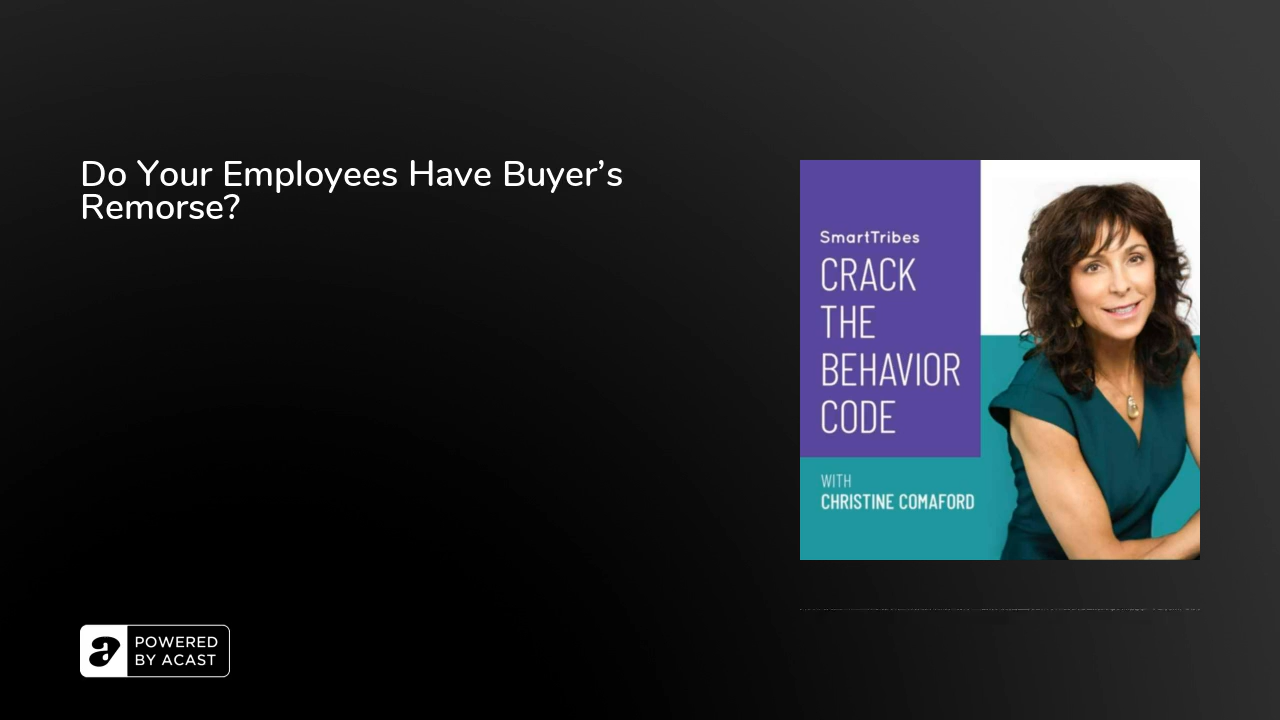 Do Your Employees Have Buyer’s
Remorse?
SmartTribes
CRACK
THE
BEHAVIOR
CODE
WITH
CHRISTINE COMAFORD
POWERED
BY ACAST